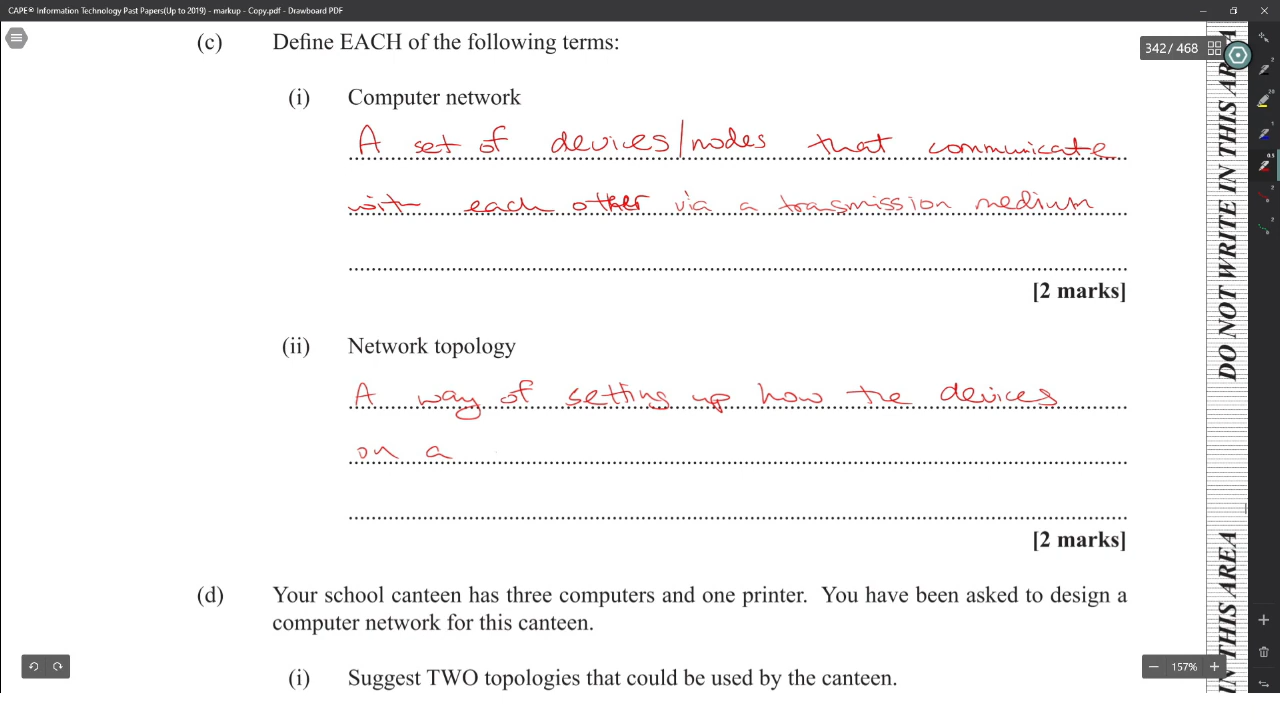 CAPE® Information Technology Past Papers(Up to 2019) - markup - Copy.pdf - Drawboard PDF
(c) Define EACH of the following terms:
342 / 468
(i) Computer network
A set of devices/nodes that communicate
with each other via a transmission medium
[2 marks]
(ii) Network topology
A way of setting up how the devices
on a
[2 marks]
(d) Your school canteen has three computers and one printer. You have been asked to design a
computer network for this canteen.
(i) Suggest TWO topologies that could be used by the canteen.
157%
DO NOT WRITE IN THIS AREA
IN THIS AREA